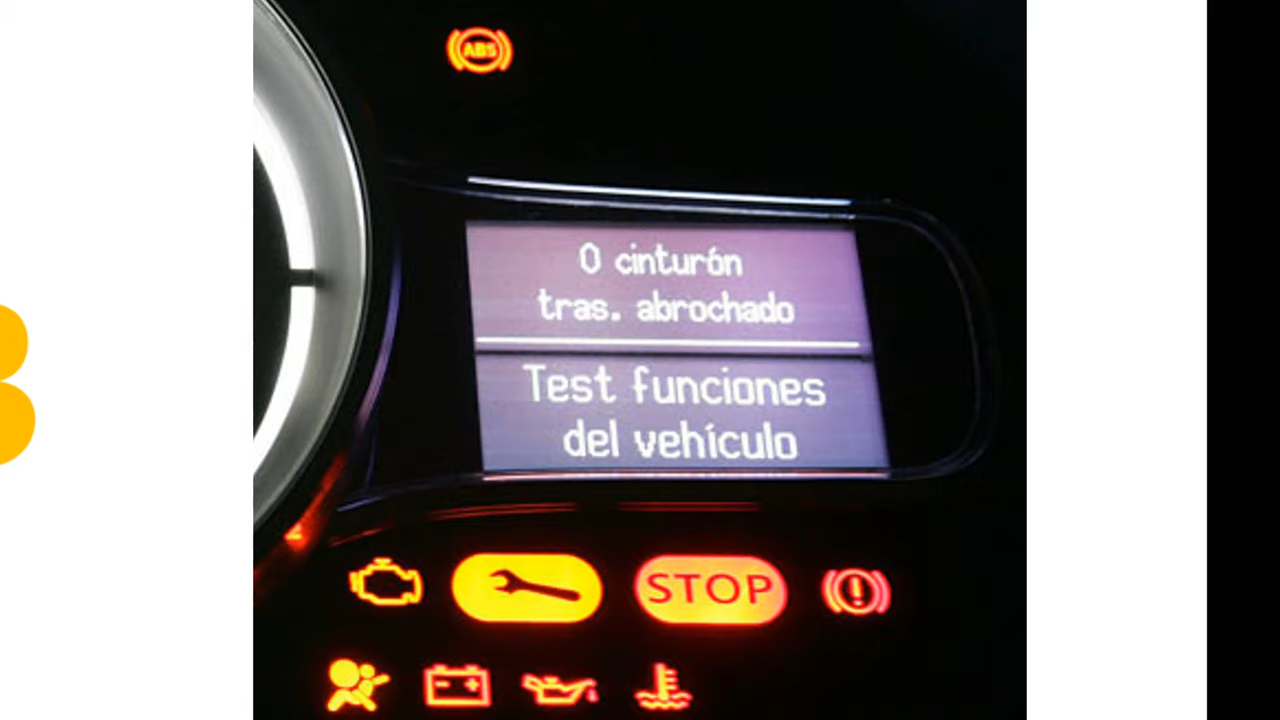 ABS
0 cinturón
tras. abrochado
Test funciones
del vehículo
STOP